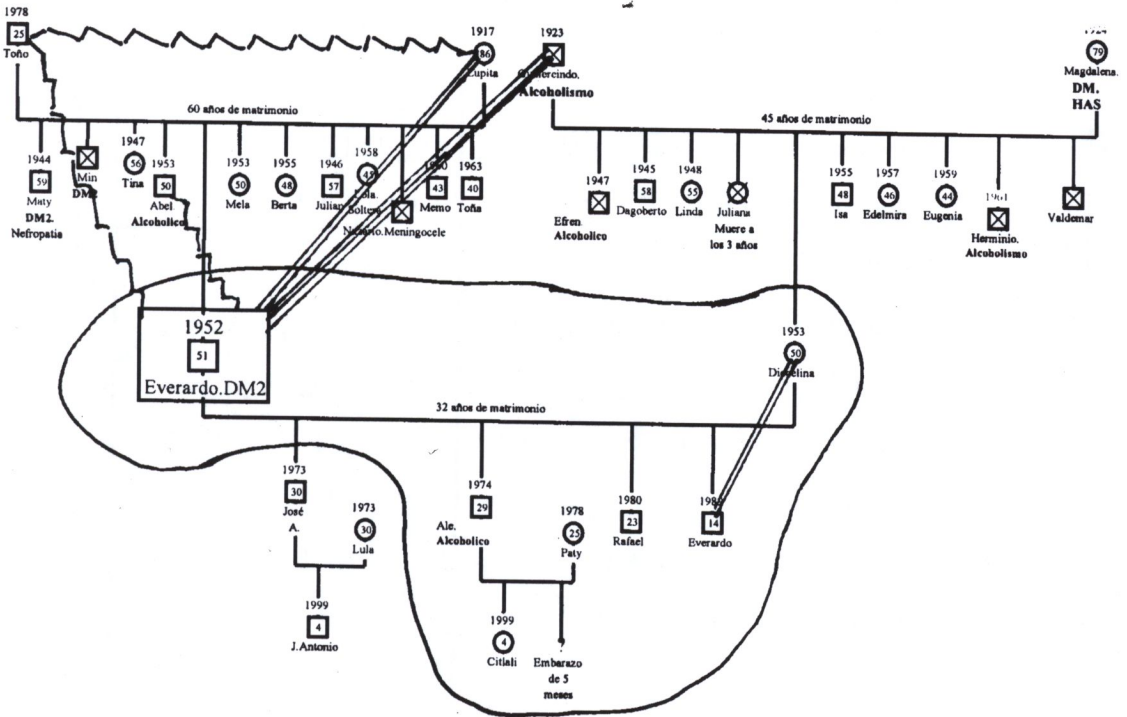 1978
25
Toño
1917
86
Lupita
1923
Alcoholismo
79
Magdalena.
DM.
HAS
60 años de matrimonio
45 años de matrimonio
1944
59
Maty
DM2.
Nefropatia
Min
DM2
1947
56
Tina
1953
50
Abel.
Alcoholico
1953
50
Mela
1955
48
Berta
1946
57
Julian
1958
45
Soltera
Meningocele
43
Memo
1963
40
Toña
1947
Efren.
Alcoholico
1945
58
Dagoberto
1948
55
Linda
Juliana
Muere a
los 3 años
1955
48
Isa
1957
46
Edelmira
1959
44
Eugenia
1961
Herminio.
Alcoholismo
Valdemar
1952
51
Everardo.DM2
1953
50
32 años de matrimonio
1973
30
José
A.
1973
30
Lula
1974
29
Ale.
Alcoholico
1978
25
Paty
1980
23
Rafael
14
Everardo
1999
4
J.Antonio
1999
4
Citlali
?
Embarazo
de 5
meses